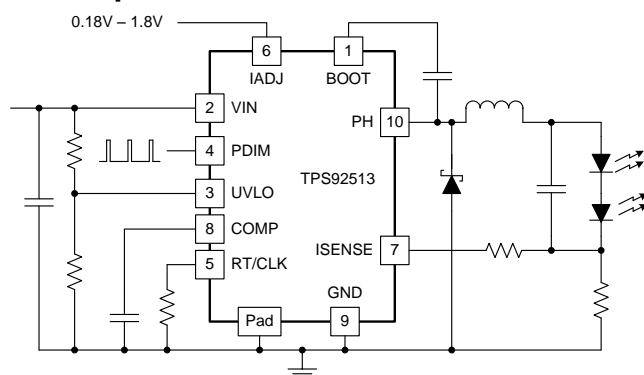 0.18V – 1.8V
6
1
IADJ
BOOT
2
VIN
PH
10
4
PDIM
TPS92513
3
UVLO
8
COMP
ISENSE
7
5
RT/CLK
GND
Pad
9